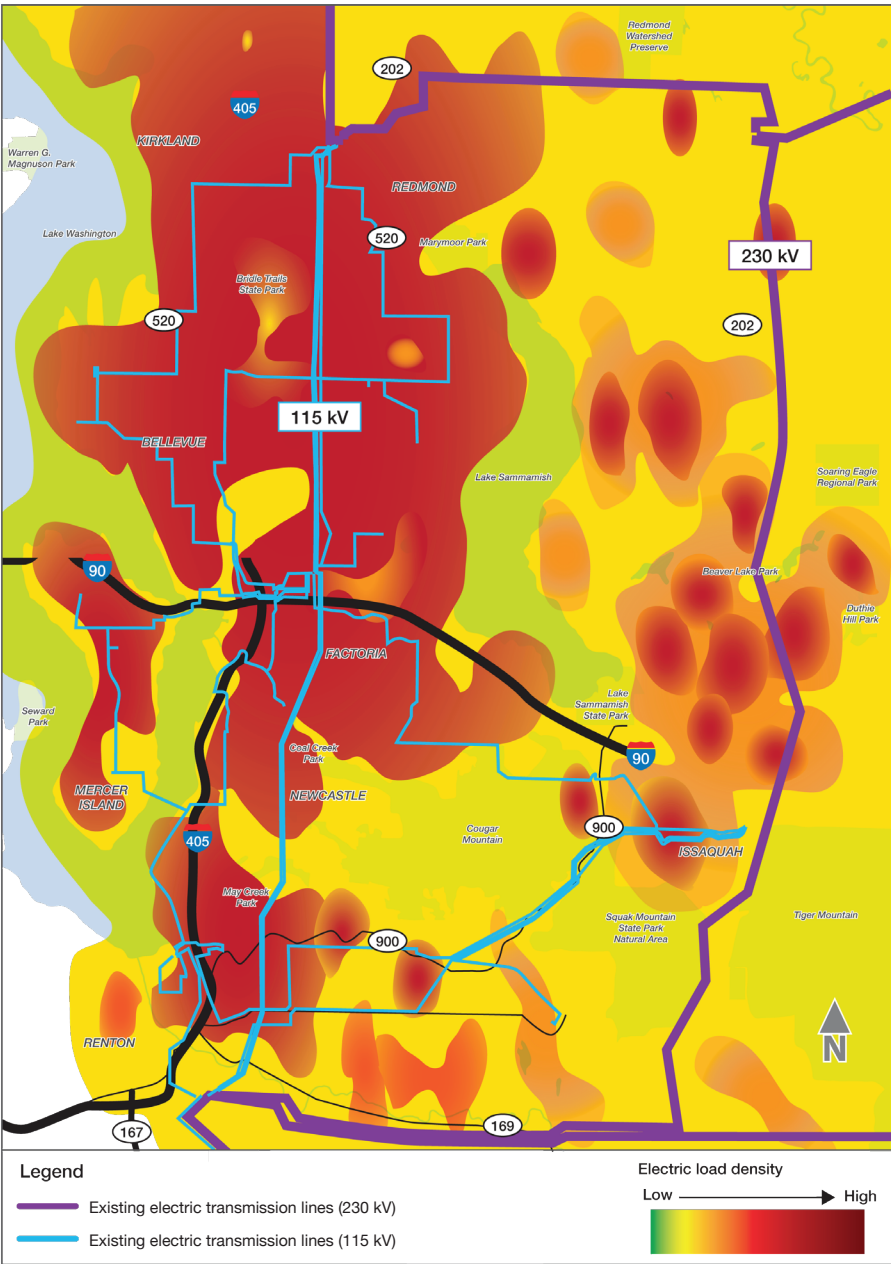 Redmond
Watershed
Preserve
202
405
KIRKLAND
Warren G.
Magnuson Park
REDMOND
Lake Washington
520
Marymoor Park
230 kV
Bridle Trails
State Park
520
202
115 kV
BELLEVUE
Lake Sammamish
Soaring Eagle
Regional Park
90
Beaver Lake Park
Duthie
Hill Park
FACTORIA
Seward
Park
Lake
Sammamish
State Park
Coal Creek
Park
90
MERCER
ISLAND
NEWCASTLE
405
Cougar
Mountain
900
ISSAQUAH
May Creek
Park
Squak Mountain
State Park
Natural Area
Tiger Mountain
900
N
RENTON
167
169
Legend
Existing electric transmission lines (230 kV)
Existing electric transmission lines (115 kV)
Electric load density
Low
High